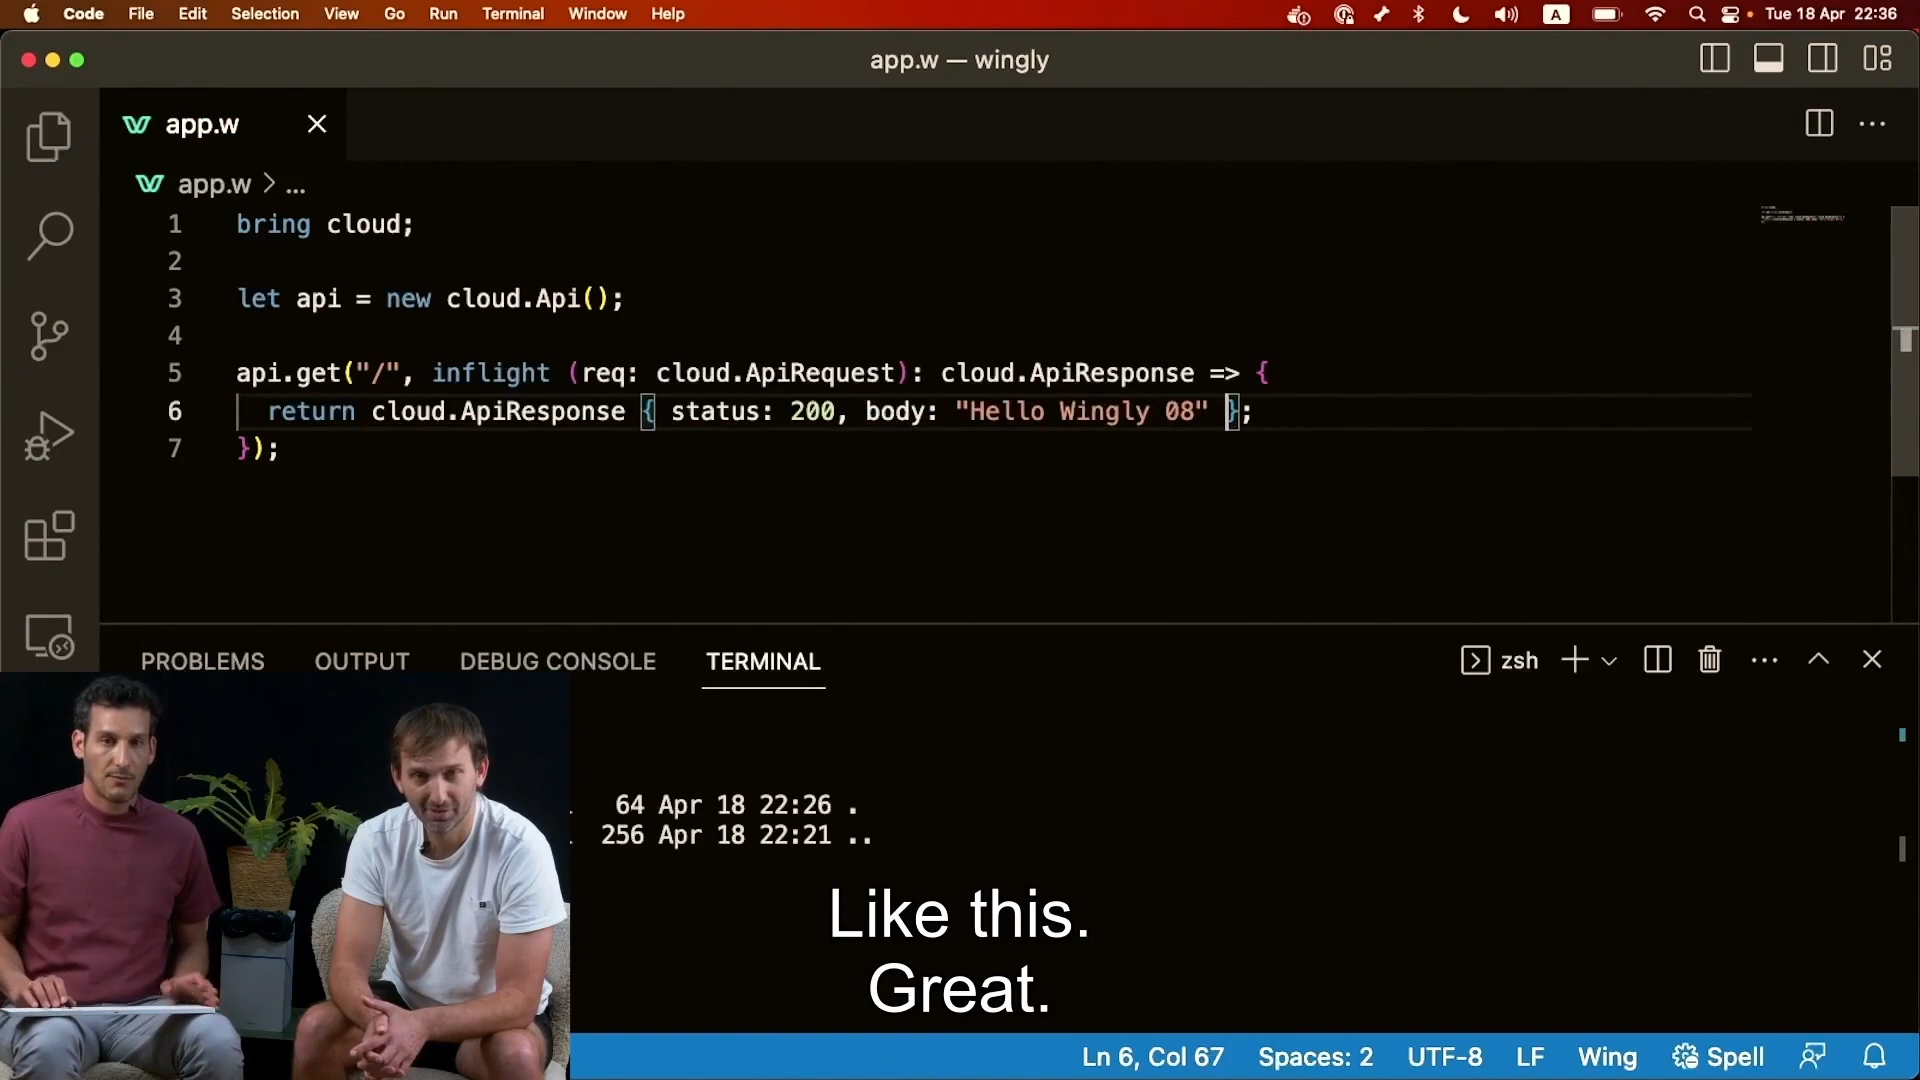 Code File Edit Selection View Go Run Terminal Window Help A Tue 18 Apr 22:36
app.w — wingly
app.w
app.w > ...
1 bring cloud;
2
3 let api = new cloud.Api();
4
5 api.get("/", inflight (req: cloud.ApiRequest): cloud.ApiResponse => {
6 return cloud.ApiResponse { status: 200, body: "Hello Wingly 08" };
7 });
PROBLEMS OUTPUT DEBUG CONSOLE TERMINAL zsh
64 Apr 18 22:26 .
256 Apr 18 22:21 ..
Like this.
Great.
Ln 6, Col 67 Spaces: 2 UTF-8 LF Wing Spell